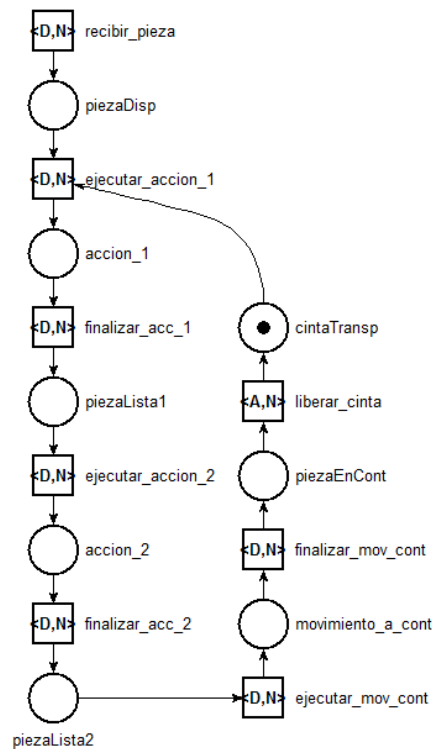 <D,N> recibir_pieza
piezaDisp
<D,N> ejecutar_accion_1
accion_1
<D,N> finalizar_acc_1
piezaLista1
<D,N> ejecutar_accion_2
accion_2
<D,N> finalizar_acc_2
piezaLista2
cintaTransp
<A,N> liberar_cinta
piezaEnCont
<D,N> finalizar_mov_cont
movimiento_a_cont
<D,N> ejecutar_mov_cont